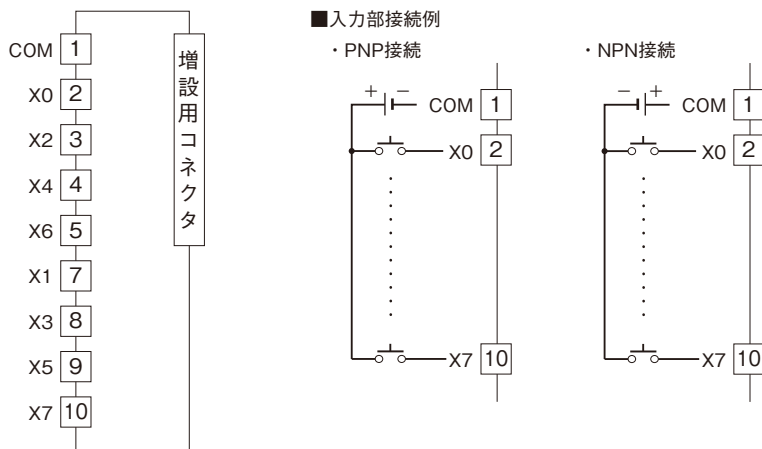 COM 1
X0 2
X2 3
X4 4
X6 5
X1 7
X3 8
X5 9
X7 10
増設用コネクタ
■入力部接続例
・PNP接続
+ −
COM 1
X0 2
X7 10
・NPN接続
− +
COM 1
X0 2
X7 10